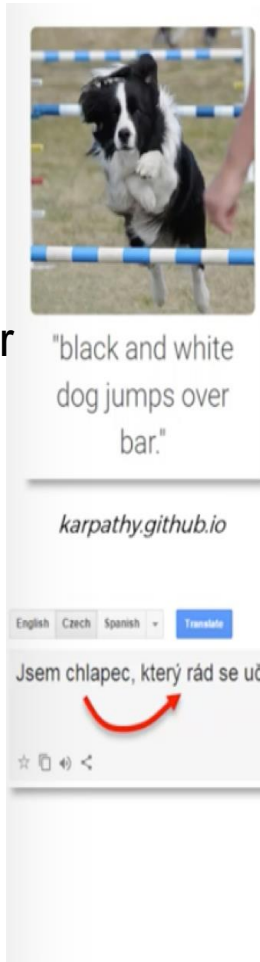 r
"black and white
dog jumps over
bar."
karpathy.github.io
English Czech Spanish Translate
Jsem chlapec, který rád se uč